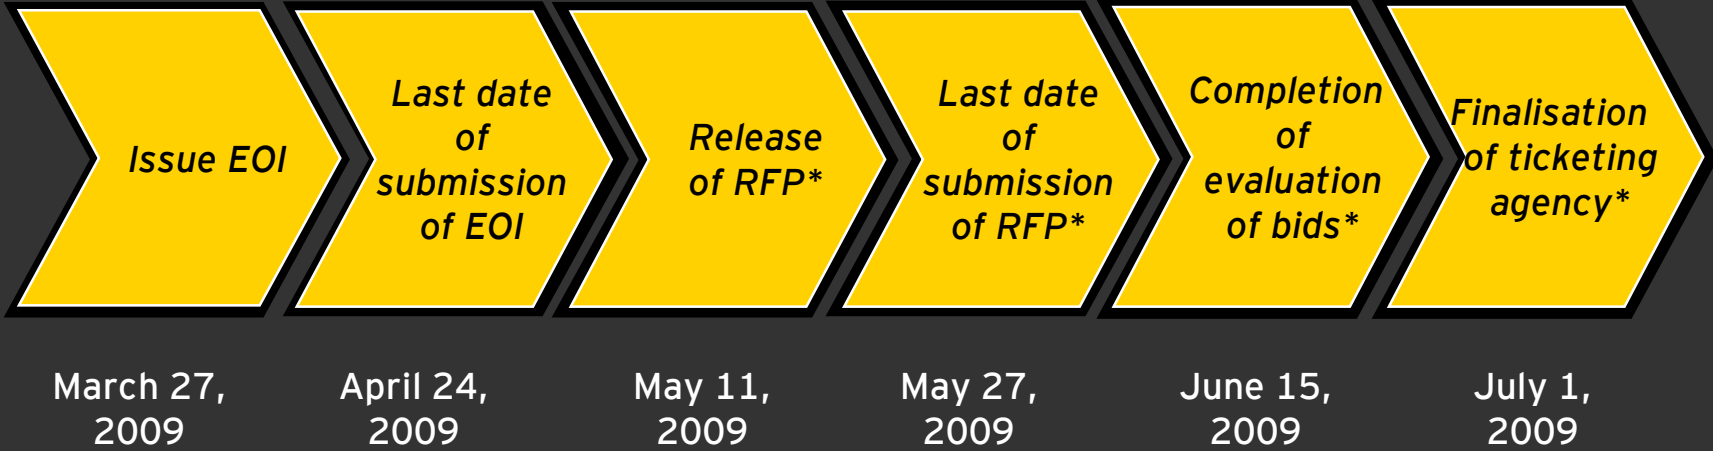 Issue EOI
Last date
of
submission
of EOI
Release
of RFP*
Last date
of
submission
of RFP*
Completion
of
evaluation
of bids*
Finalisation
of ticketing
agency*
March 27,
2009
April 24,
2009
May 11,
2009
May 27,
2009
June 15,
2009
July 1,
2009